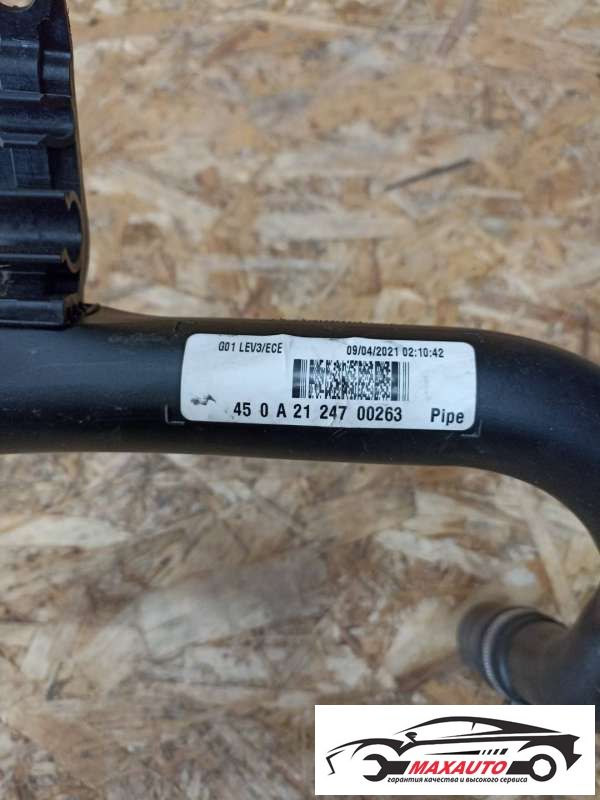 G01 LEV3/ECE 09/04/2021 02:10:42
45 0 A 21 247 00263 Pipe
MAXAUTO
гарантия качества и высокого сервиса